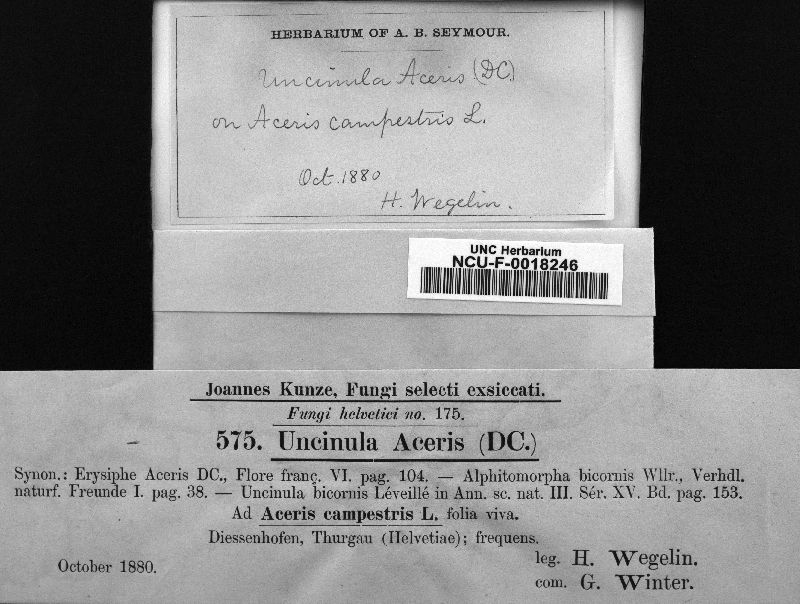 HERBARIUM OF A. B. SEYMOUR.
Uncinula Aceris (DC.)
on Aceris campestris L.
Oct. 1880
H. Wegelin.
UNC Herbarium
NCU-F-0018246
Joannes Kunze, Fungi selecti exsiccati.
Fungi helvetici no. 175.
575. Uncinula Aceris (DC.)
Synon.: Erysiphe Aceris DC., Flore franç. VI. pag. 104. — Alphitomorpha bicornis Wllr., Verhdl.
naturf. Freunde I. pag. 38. — Uncinula bicornis Léveillé in Ann. sc. nat. III. Sér. XV. Bd. pag. 153.
Ad Aceris campestris L. folia viva.
Diessenhofen, Thurgau (Helvetiae); frequens.
October 1880.
leg. H. Wegelin.
com. G. Winter.